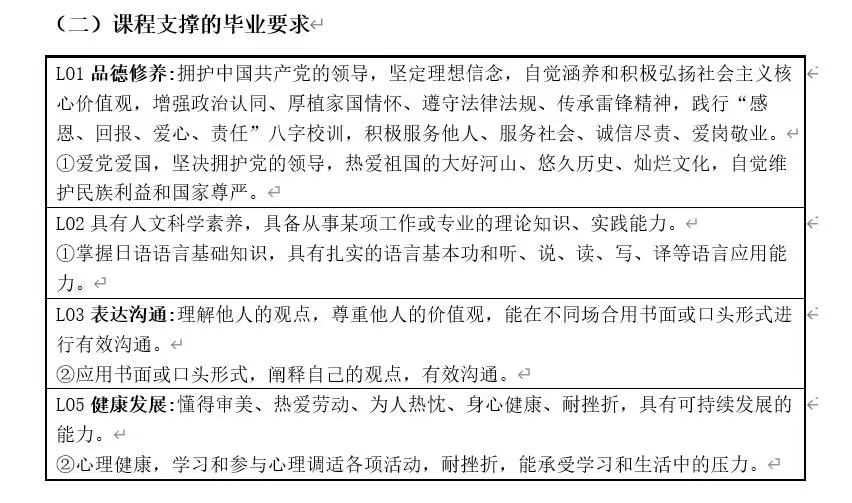 （二）课程支撑的毕业要求
LO1 品德修养:拥护中国共产党的领导，坚定理想信念，自觉涵养和积极弘扬社会主义核
心价值观，增强政治认同、厚植家国情怀、遵守法律法规、传承雷锋精神，践行“感
恩、回报、爱心、责任”八字校训，积极服务他人、服务社会、诚信尽责、爱岗敬业。
①爱党爱国，坚决拥护党的领导，热爱祖国的大好河山、悠久历史、灿烂文化，自觉维
护民族利益和国家尊严。
LO2 具有人文科学素养，具备从事某项工作或专业的理论知识、实践能力。
①掌握日语语言基础知识，具有扎实的语言基本功和听、说、读、写、译等语言应用能
力。
LO3 表达沟通:理解他人的观点，尊重他人的价值观，能在不同场合用书面或口头形式进
行有效沟通。
②应用书面或口头形式，阐释自己的观点，有效沟通。
LO5 健康发展:懂得审美、热爱劳动、为人热忱、身心健康、耐挫折，具有可持续发展的
能力。
②心理健康，学习和参与心理调适各项活动，耐挫折，能承受学习和生活中的压力。